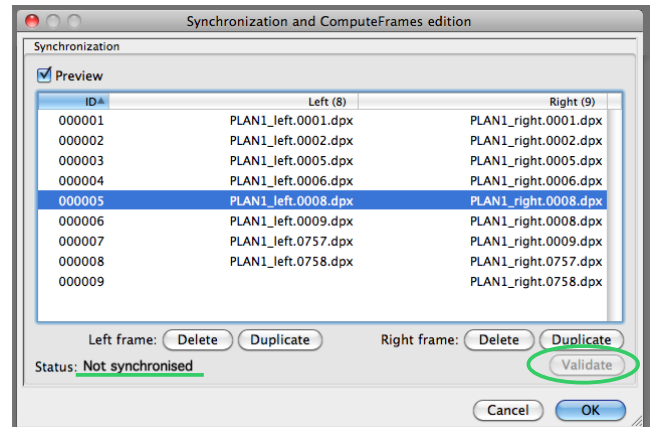 Synchronization and ComputeFrames edition
Synchronization
Preview
ID Left (8) Right (9)
000001 PLAN1_left.0001.dpx PLAN1_right.0001.dpx
000002 PLAN1_left.0002.dpx PLAN1_right.0002.dpx
000003 PLAN1_left.0005.dpx PLAN1_right.0005.dpx
000004 PLAN1_left.0006.dpx PLAN1_right.0006.dpx
000005 PLAN1_left.0008.dpx PLAN1_right.0008.dpx
000006 PLAN1_left.0009.dpx PLAN1_right.0008.dpx
000007 PLAN1_left.0757.dpx PLAN1_right.0009.dpx
000008 PLAN1_left.0758.dpx PLAN1_right.0757.dpx
000009 PLAN1_right.0758.dpx
Left frame: Delete Duplicate Right frame: Delete Duplicate
Status: Not synchronised Validate
Cancel OK